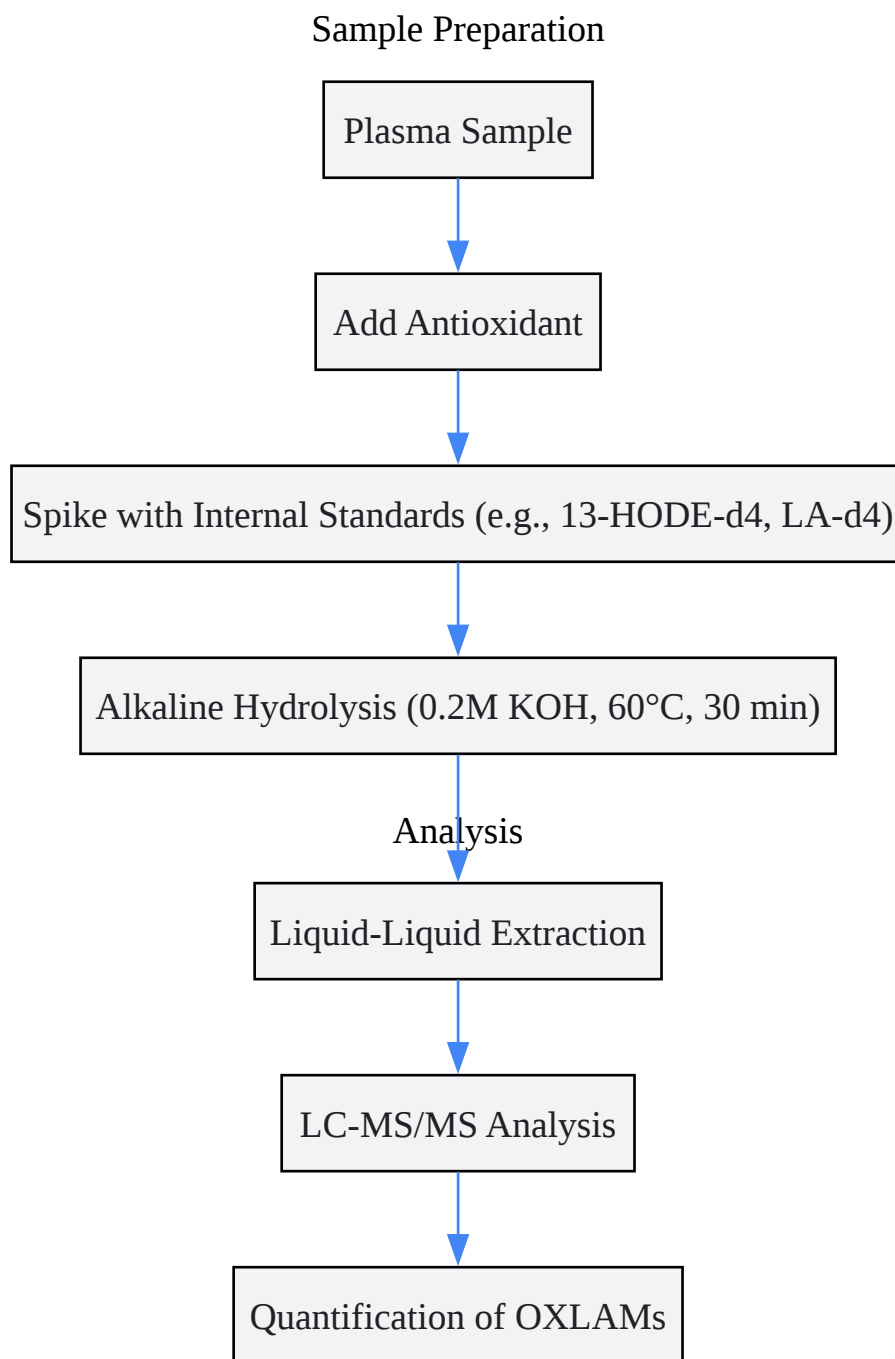 Sample Preparation
Plasma Sample
Add Antioxidant
Spike with Internal Standards (e.g., 13-HODE-d4, LA-d4)
Alkaline Hydrolysis (0.2M KOH, 60°C, 30 min)
Analysis
Liquid-Liquid Extraction
LC-MS/MS Analysis
Quantification of OXLAMs